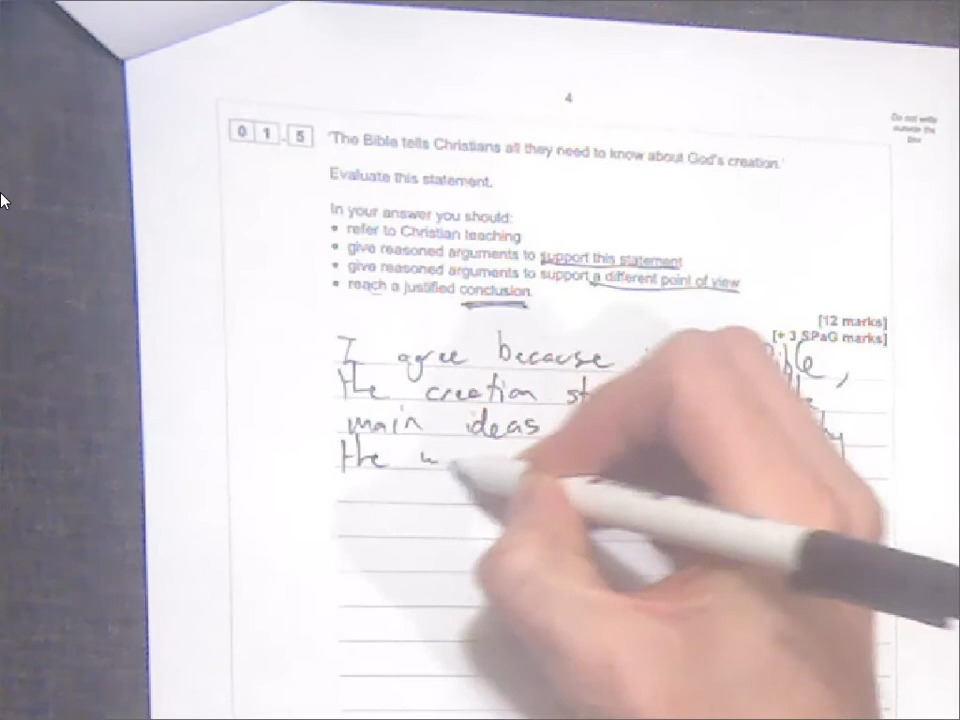 4
Do not write
outside the
box
0 1 . 5 'The Bible tells Christians all they need to know about God's creation.'
Evaluate this statement.
In your answer you should:
• refer to Christian teaching
• give reasoned arguments to support this statement
• give reasoned arguments to support a different point of view
• reach a justified conclusion.
[12 marks]
[+ 3 SPaG marks]
I agree because
the creation
main ideas
the